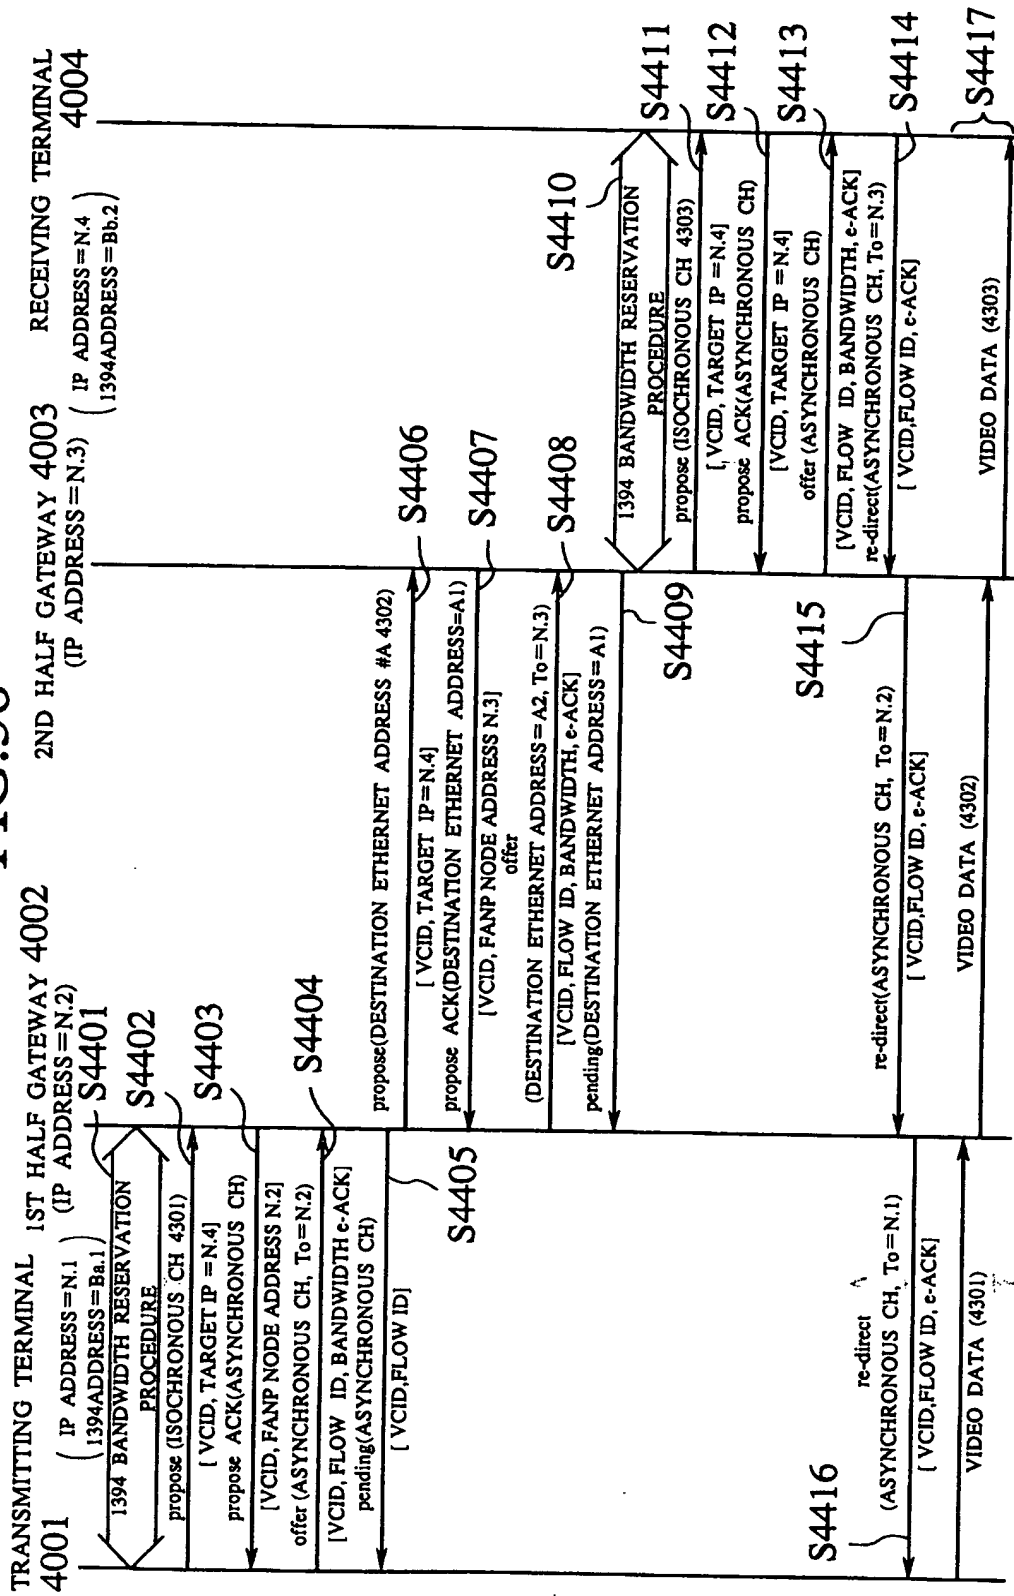 TRANSMITTING TERMINAL
4001
( IP ADDRESS=N.1
1394ADDRESS=Ba.1 )
1ST HALF GATEWAY 4002
(IP ADDRESS=N.2)
2ND HALF GATEWAY 4003
(IP ADDRESS=N.3)
RECEIVING TERMINAL
4004
( IP ADDRESS=N.4
1394ADDRESS=Bb.2 )
1394 BANDWIDTH RESERVATION
PROCEDURE
S4401
propose (ISOCHRONOUS CH 4301)
S4402
[ VCID, TARGET IP =N.4]
propose ACK(ASYNCHRONOUS CH)
S4403
[VCID, FANP NODE ADDRESS N.2]
offer (ASYNCHRONOUS CH, To=N.2)
S4404
[VCID, FLOW ID, BANDWIDTH e-ACK]
pending(ASYNCHRONOUS CH)
[ VCID,FLOW ID]
S4405
propose(DESTINATION ETHERNET ADDRESS #A 4302)
S4406
[ VCID, TARGET IP=N.4]
propose ACK(DESTINATION ETHERNET ADDRESS=A1)
S4407
[VCID, FANP NODE ADDRESS N.3]
offer
(DESTINATION ETHERNET ADDRESS=A2, To=N.3)
S4408
[VCID, FLOW ID, BANDWIDTH, e-ACK]
pending(DESTINATION ETHERNET ADDRESS=A1)
S4409
S4410
1394 BANDWIDTH RESERVATION
PROCEDURE
propose (ISOCHRONOUS CH 4303)
S4411
[ VCID, TARGET IP =N.4]
propose ACK(ASYNCHRONOUS CH)
S4412
[VCID, TARGET IP =N.4]
offer (ASYNCHRONOUS CH)
S4413
[VCID, FLOW ID, BANDWIDTH, e-ACK]
re-direct(ASYNCHRONOUS CH, To=N.3)
S4414
[ VCID,FLOW ID, e-ACK]
S4415
re-direct(ASYNCHRONOUS CH, To=N.2)
[ VCID,FLOW ID, e-ACK]
S4416
re-direct
(ASYNCHRONOUS CH, To=N.1)
[ VCID,FLOW ID, e-ACK]
VIDEO DATA (4301)
VIDEO DATA (4302)
VIDEO DATA (4303)
S4417